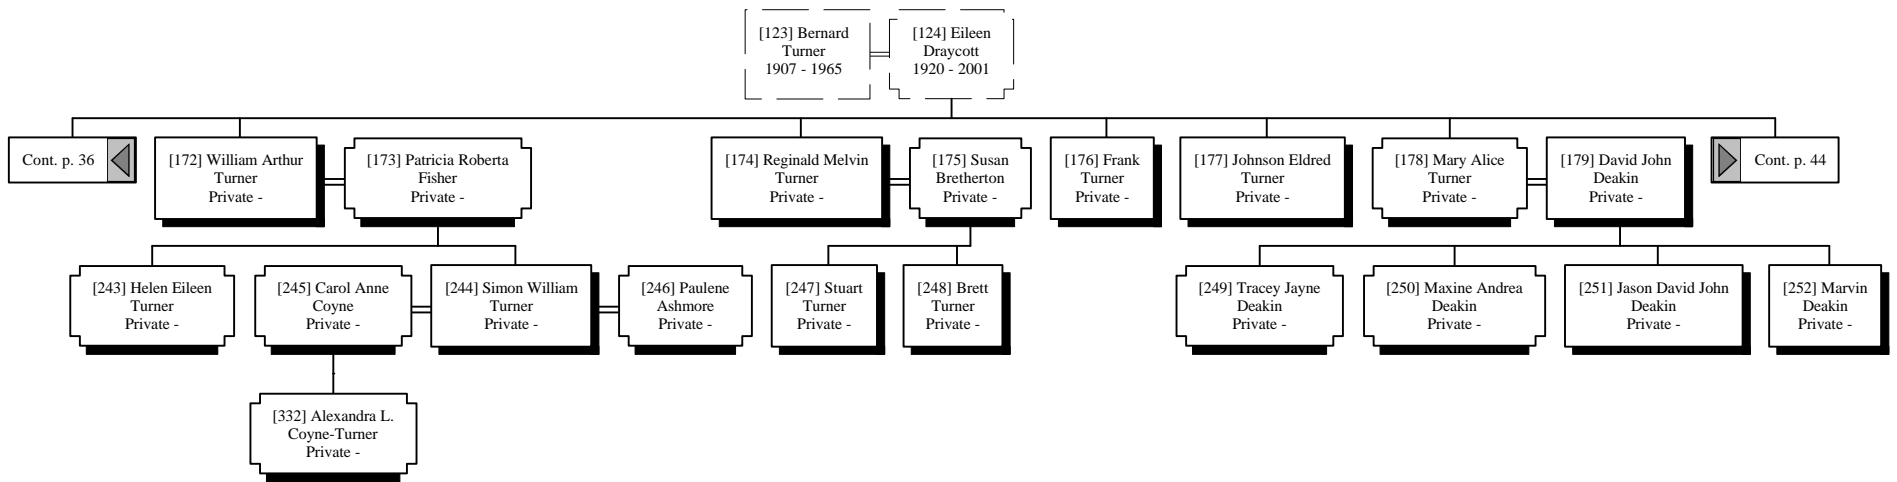 [123] Bernard
Turner
1907 - 1965
[124] Eileen
Draycott
1920 - 2001
Cont. p. 36
[172] William Arthur
Turner
Private -
[173] Patricia Roberta
Fisher
Private -
[174] Reginald Melvin
Turner
Private -
[175] Susan
Bretherton
Private -
[176] Frank
Turner
Private -
[177] Johnson Eldred
Turner
Private -
[178] Mary Alice
Turner
Private -
[179] David John
Deakin
Private -
Cont. p. 44
[243] Helen Eileen
Turner
Private -
[245] Carol Anne
Coyne
Private -
[244] Simon William
Turner
Private -
[246] Paulene
Ashmore
Private -
[247] Stuart
Turner
Private -
[248] Brett
Turner
Private -
[249] Tracey Jayne
Deakin
Private -
[250] Maxine Andrea
Deakin
Private -
[251] Jason David John
Deakin
Private -
[252] Marvin
Deakin
Private -
[332] Alexandra L.
Coyne-Turner
Private -